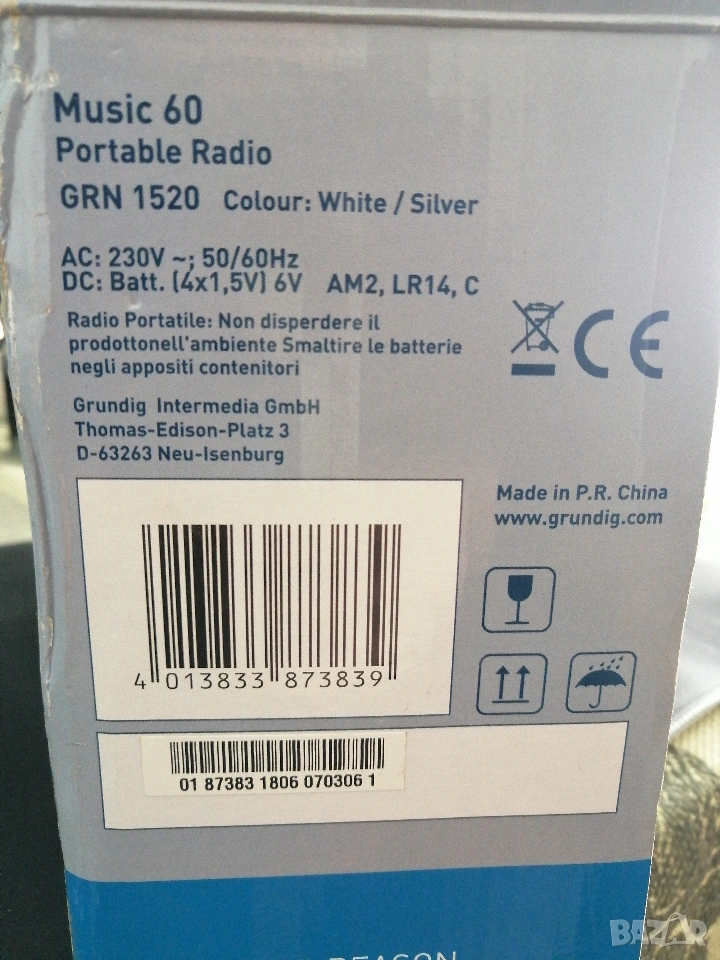 Music 60
Portable Radio
GRN 1520 Colour: White / Silver
AC: 230V ~; 50/60Hz
DC: Batt. (4x1,5V) 6V AM2, LR14, C
Radio Portatile: Non disperdere il
prodottonell'ambiente Smaltire le batterie
negli appositi contenitori
CE
Grundig Intermedia GmbH
Thomas-Edison-Platz 3
D-63263 Neu-Isenburg
Made in P.R. China
www.grundig.com
4 013833 873839
01 87383 1806 070306 1
BAZAR